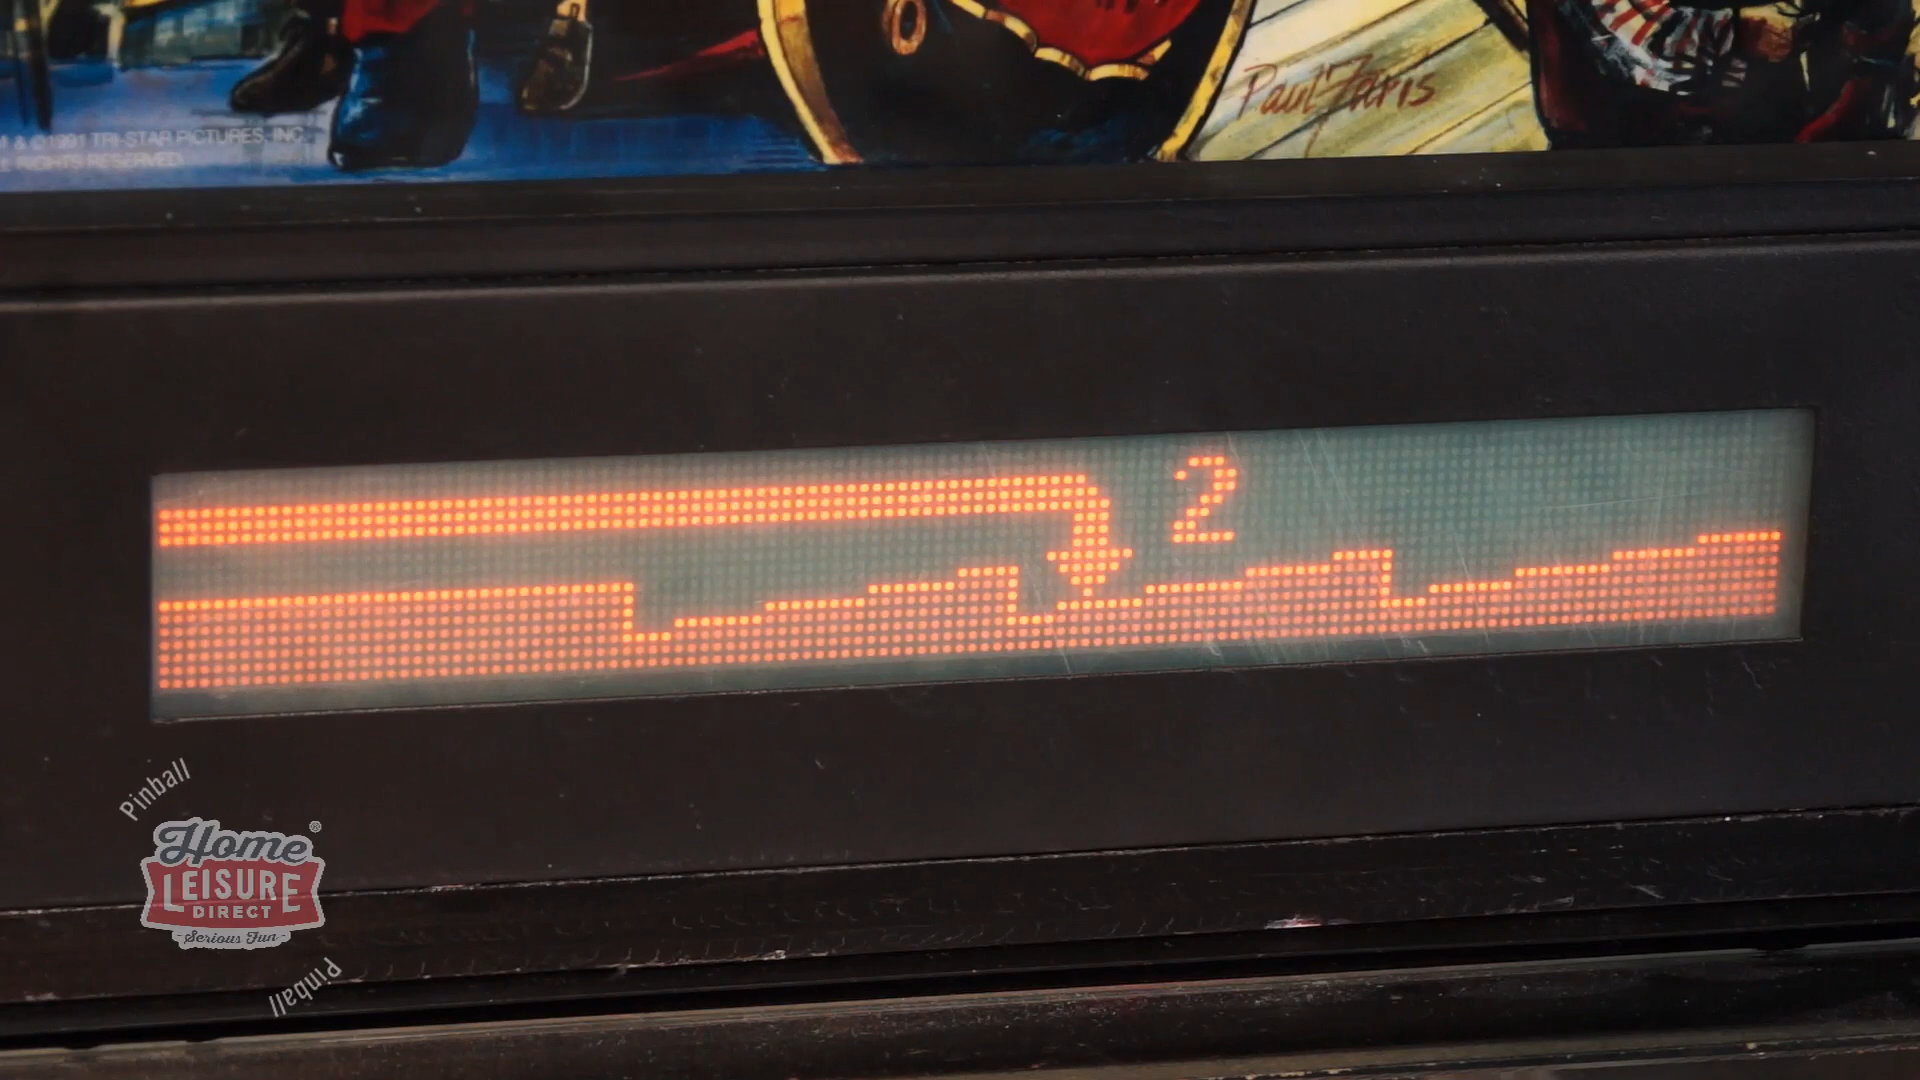 ©1991 TRI-STAR PICTURES, INC.
RIGHTS RESERVED
Paul Faris
2
Pinball
Home
LEISURE
DIRECT
- Serious Fun -
Pinball